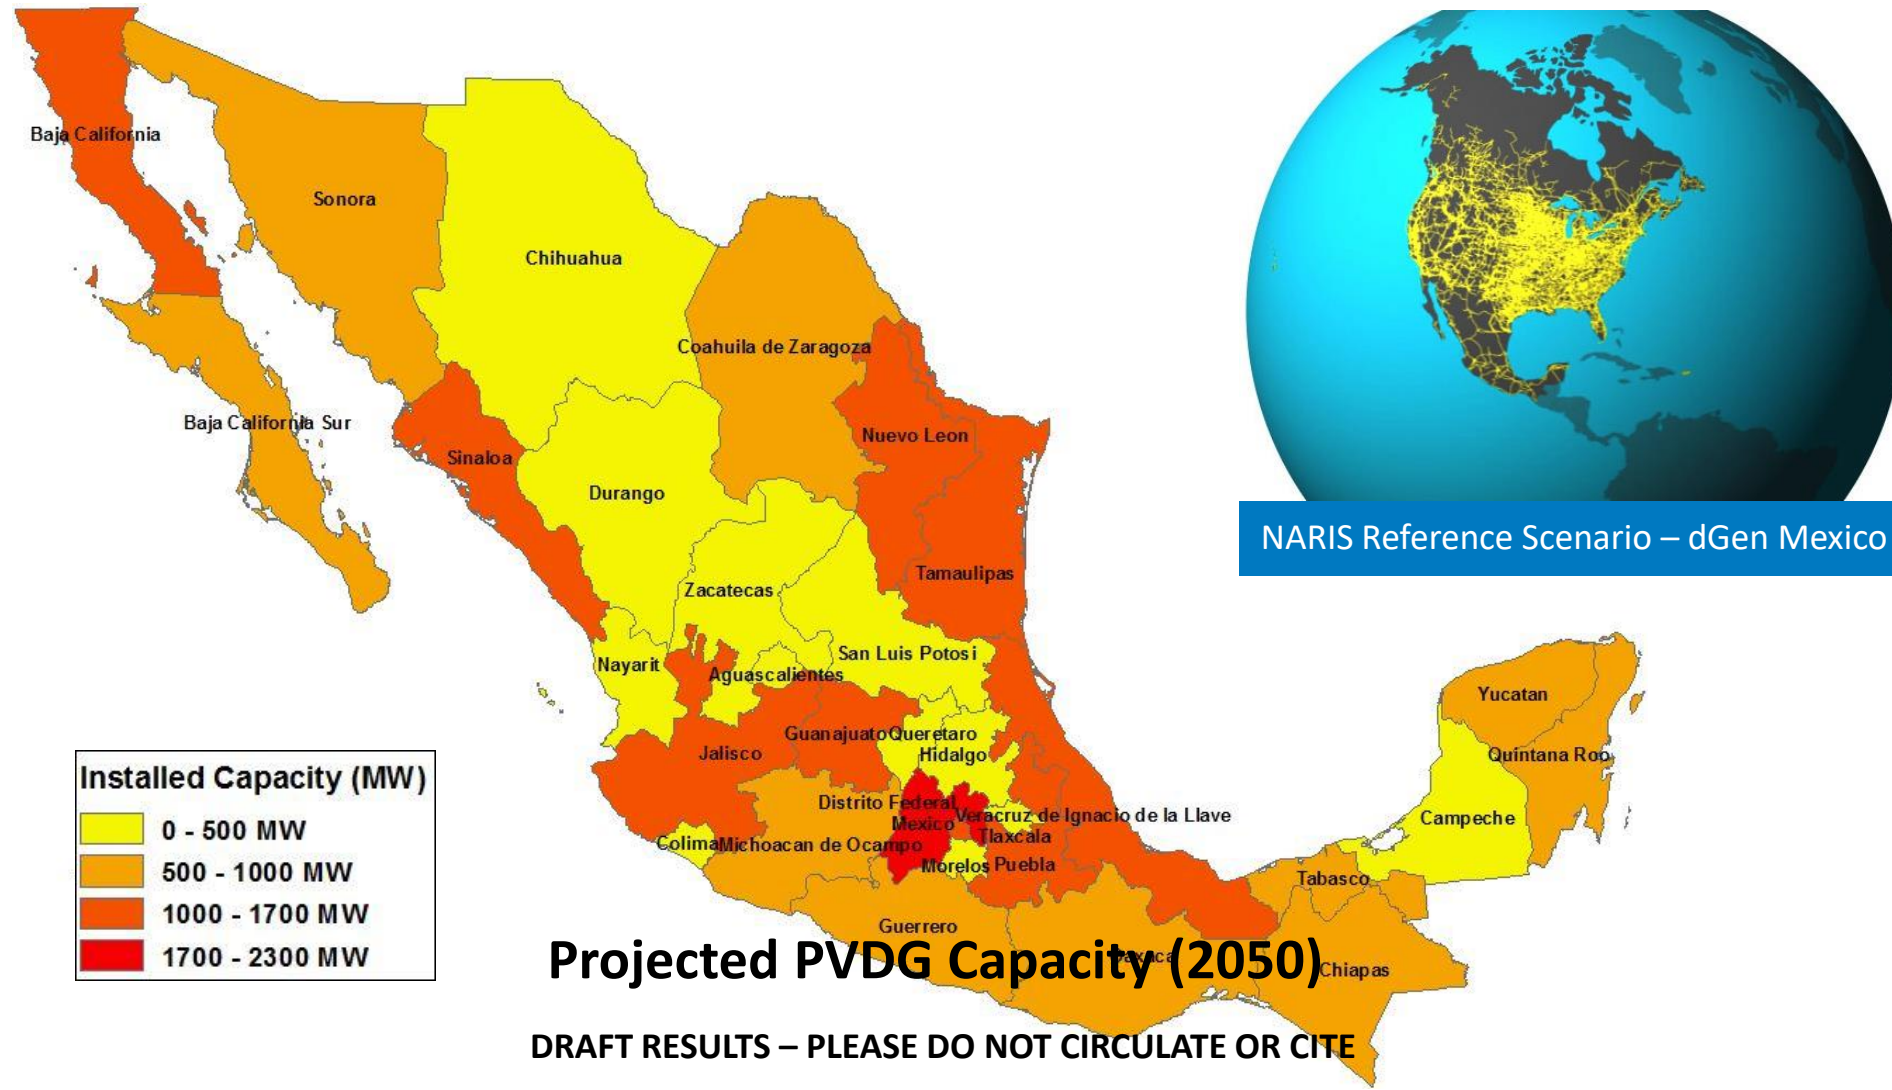 Baja California
Sonora
Chihuahua
Coahuila de Zaragoza
Baja California Sur
Sinaloa
Nuevo Leon
Durango
Tamaulipas
Zacatecas
San Luis Potosi
Nayarit
Aguascalientes
Guanajuato
Queretaro
Jalisco
Hidalgo
Distrito Federal
Mexico
Veracruz de Ignacio de la Llave
Tlaxcala
Colima
Michoacan de Ocampo
Morelos
Puebla
Guerrero
Oaxaca
Chiapas
Tabasco
Campeche
Yucatan
Quintana Roo
NARIS Reference Scenario – dGen Mexico
Installed Capacity (MW)
0 - 500 MW
500 - 1000 MW
1000 - 1700 MW
1700 - 2300 MW
Projected PVDG Capacity (2050)
DRAFT RESULTS – PLEASE DO NOT CIRCULATE OR CITE